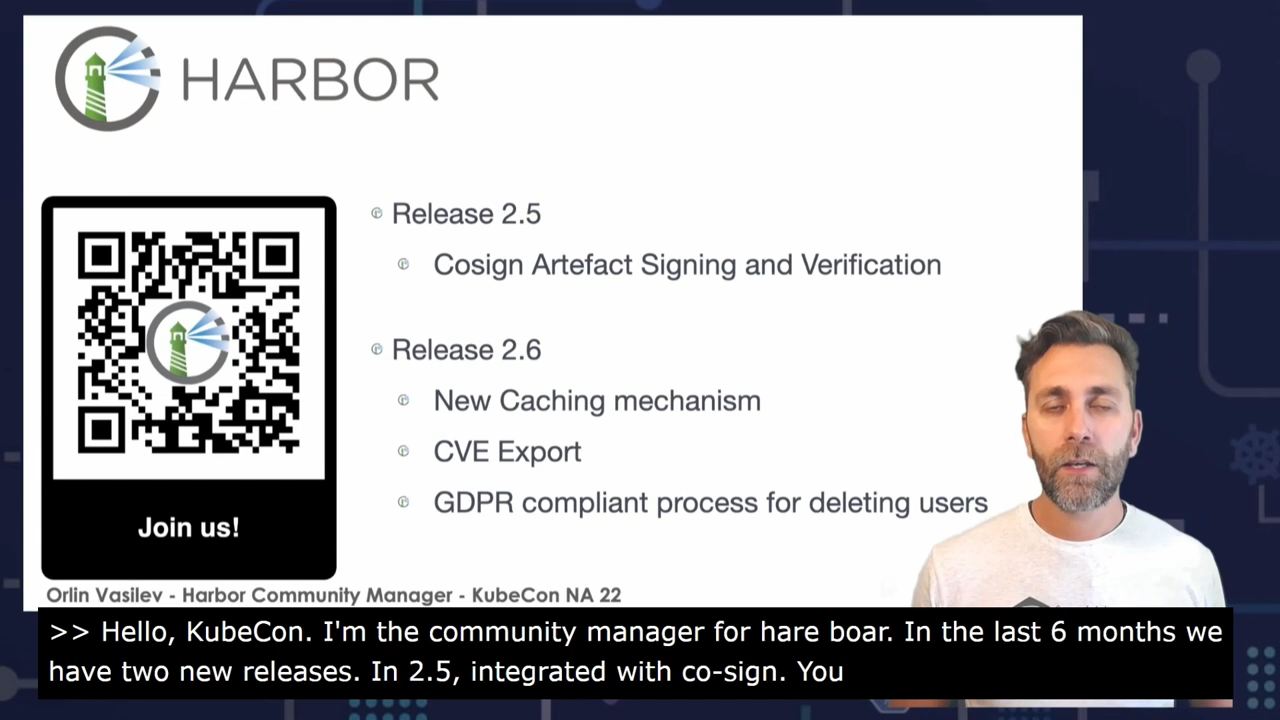 HARBOR
Release 2.5
Cosign Artefact Signing and Verification
Release 2.6
New Caching mechanism
CVE Export
GDPR compliant process for deleting users
Join us!
Orlin Vasilev - Harbor Community Manager - KubeCon NA 22
>> Hello, KubeCon. I'm the community manager for hare boar. In the last 6 months we
have two new releases. In 2.5, integrated with co-sign. You